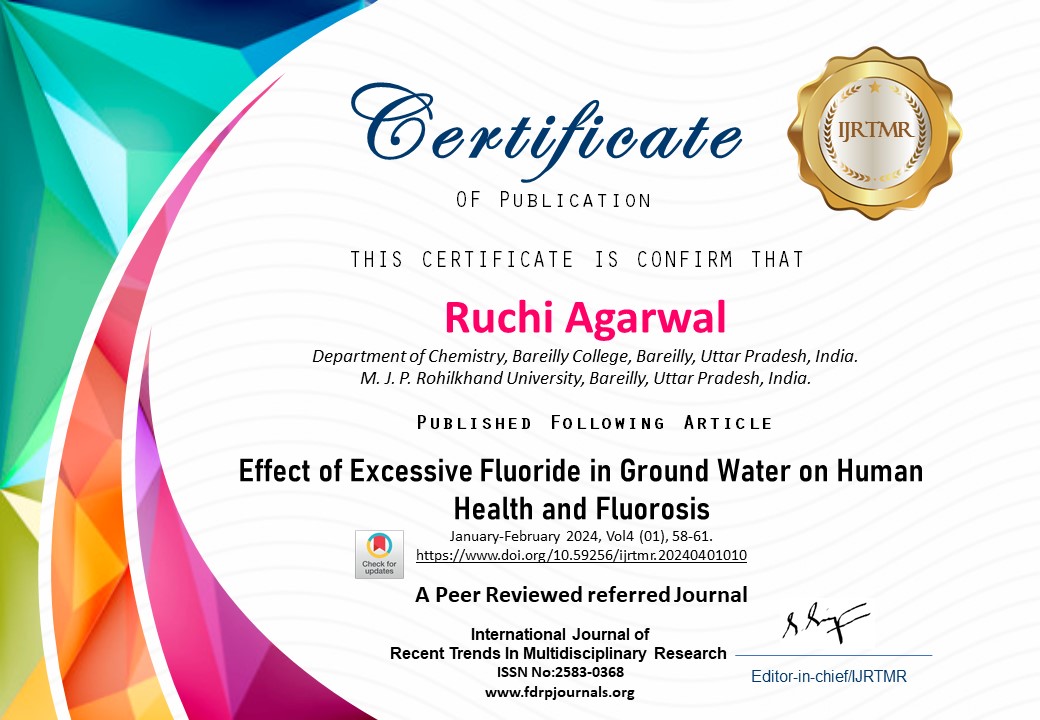 Certificate
OF PUBLICATION
IJRTMR
THIS CERTIFICATE IS CONFIRM THAT
Ruchi Agarwal
Department of Chemistry, Bareilly College, Bareilly, Uttar Pradesh, India.
M. J. P. Rohilkhand University, Bareilly, Uttar Pradesh, India.
PUBLISHED FOLLOWING ARTICLE
Effect of Excessive Fluoride in Ground Water on Human
Health and Fluorosis
January-February 2024, Vol4 (01), 58-61.
https://www.doi.org/10.59256/ijrtmr.20240401010
Check for
updates
A Peer Reviewed referred Journal
International Journal of
Recent Trends In Multidisciplinary Research
ISSN No:2583-0368
www.fdrpjournals.org
Editor-in-chief/IJRTMR